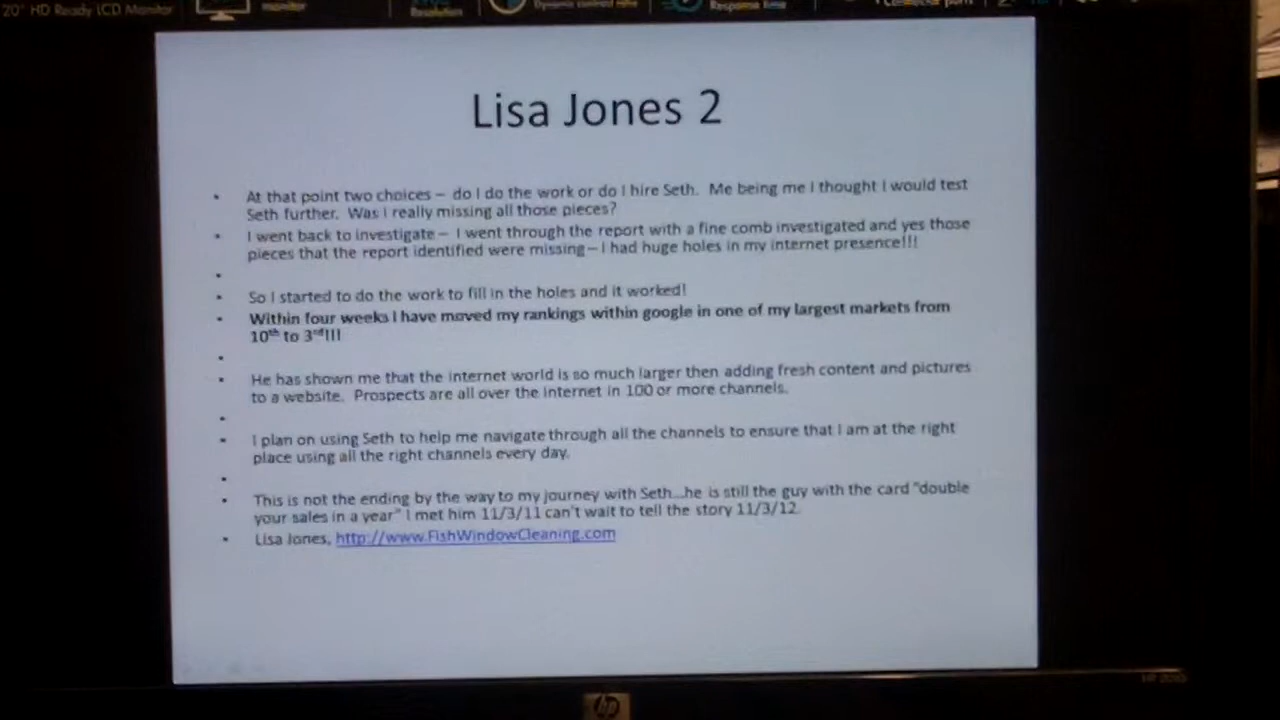 20" HD Ready LCD Monitor
monitor
Resolution
Response time
Lisa Jones 2
At that point two choices – do I do the work or do I hire Seth. Me being me I thought I would test
Seth further. Was I really missing all those pieces?
I went back to investigate – I went through the report with a fine comb investigated and yes those
pieces that the report identified were missing – I had huge holes in my internet presence!!!
So I started to do the work to fill in the holes and it worked!
Within four weeks I have moved my rankings within google in one of my largest markets from
10th to 3rd!!!
He has shown me that the internet world is so much larger then adding fresh content and pictures
to a website. Prospects are all over the internet in 100 or more channels.
I plan on using Seth to help me navigate through all the channels to ensure that I am at the right
place using all the right channels every day.
This is not the ending by the way to my journey with Seth...he is still the guy with the card "double
your sales in a year" I met him 11/3/11 can't wait to tell the story 11/3/12.
Lisa Jones, http://www.FishWindowCleaning.com
hp